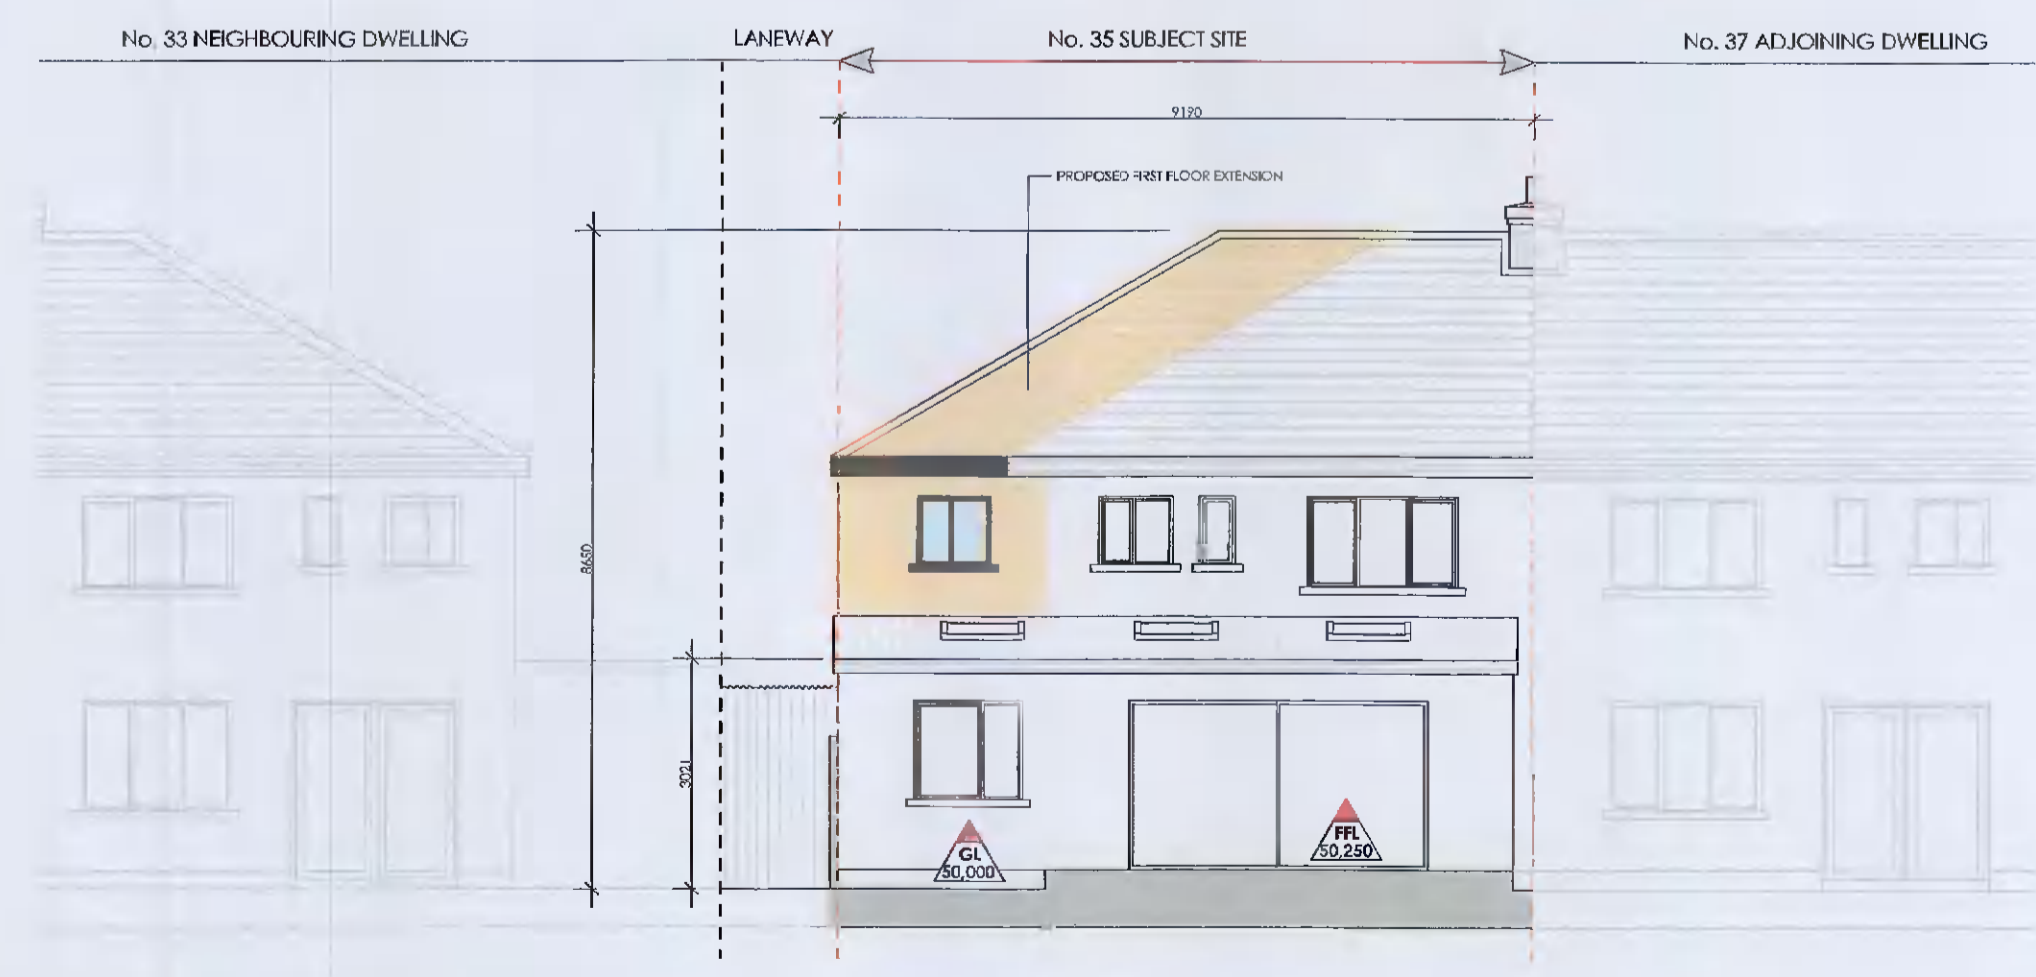 No. 33 NEIGHBOURING DWELLING
LANEWAY
No. 35 SUBJECT SITE
No. 37 ADJOINING DWELLING
9190
PROPOSED FIRST FLOOR EXTENSION
8650
3021
GL
50,000
FFL
50,250